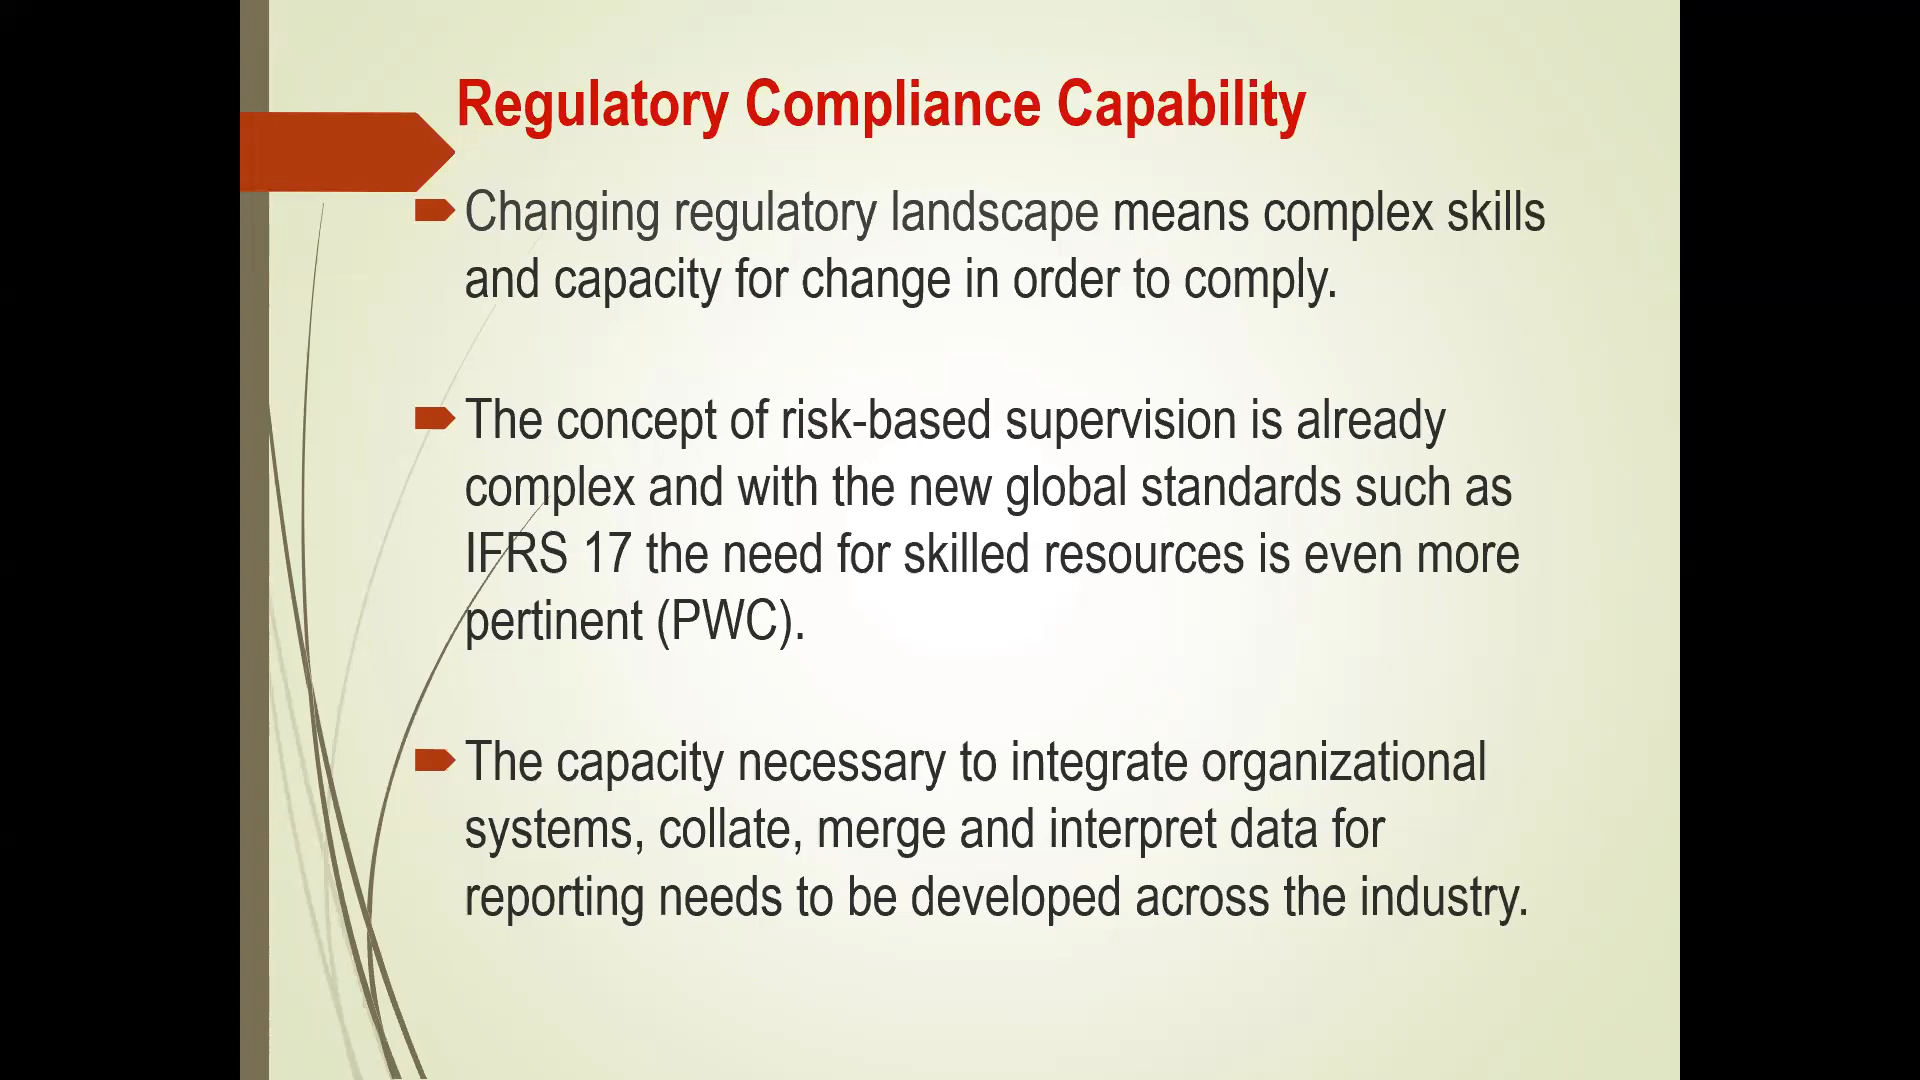 Regulatory Compliance Capability
Changing regulatory landscape means complex skills
and capacity for change in order to comply.
The concept of risk-based supervision is already
complex and with the new global standards such as
IFRS 17 the need for skilled resources is even more
pertinent (PWC).
The capacity necessary to integrate organizational
systems, collate, merge and interpret data for
reporting needs to be developed across the industry.